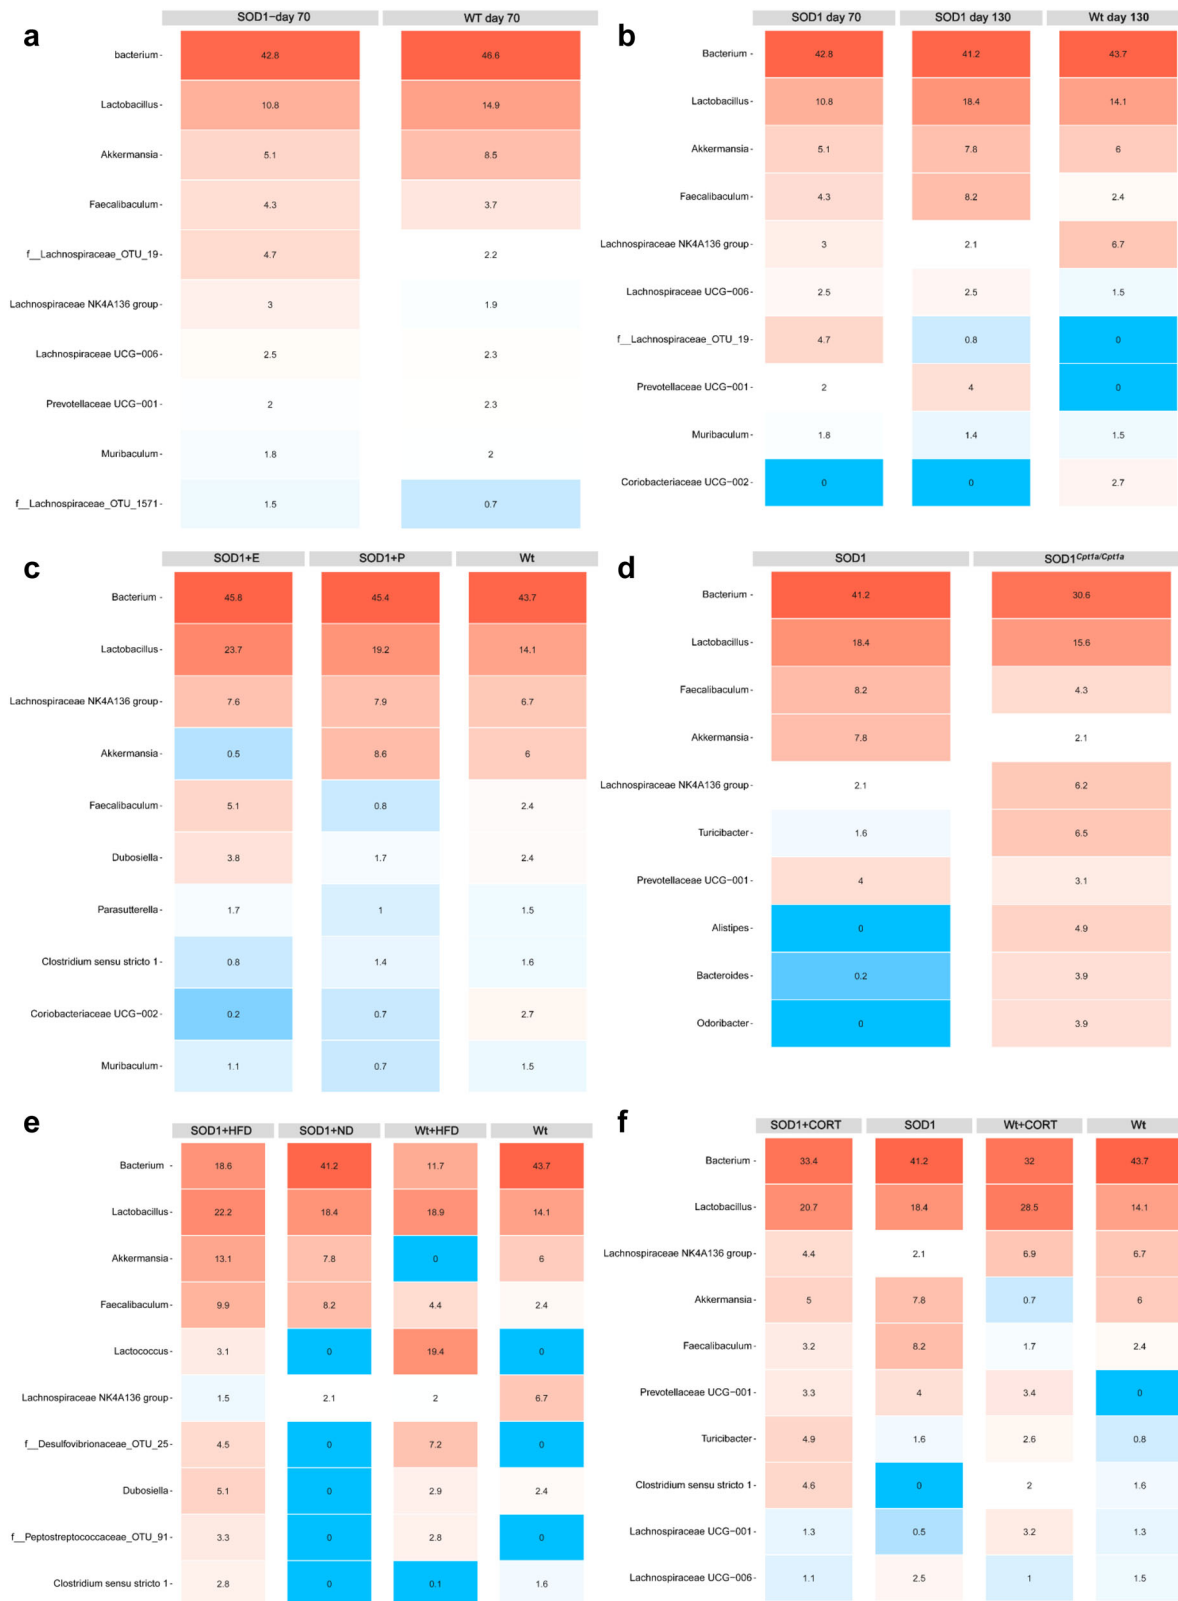 a
SOD1−day 70 WT day 70
bacterium 42.8 46.6
Lactobacillus 10.8 14.9
Akkermansia 5.1 8.5
Faecalibaculum 4.3 3.7
f__Lachnospiraceae_OTU_19 4.7 2.2
Lachnospiraceae NK4A136 group 3 1.9
Lachnospiraceae UCG−006 2.5 2.3
Prevotellaceae UCG−001 2 2.3
Muribaculum 1.8 2
f__Lachnospiraceae_OTU_1571 1.5 0.7
b
SOD1 day 70 SOD1 day 130 Wt day 130
Bacterium 42.8 41.2 43.7
Lactobacillus 10.8 18.4 14.1
Akkermansia 5.1 7.8 6
Faecalibaculum 4.3 8.2 2.4
Lachnospiraceae NK4A136 group 3 2.1 6.7
Lachnospiraceae UCG−006 2.5 2.5 1.5
f__Lachnospiraceae_OTU_19 4.7 0.8 0
Prevotellaceae UCG−001 2 4 0
Muribaculum 1.8 1.4 1.5
Coriobacteriaceae UCG−002 0 0 2.7
c
SOD1+E SOD1+P Wt
Bacterium 45.8 45.4 43.7
Lactobacillus 23.7 19.2 14.1
Lachnospiraceae NK4A136 group 7.6 7.9 6.7
Akkermansia 0.5 8.6 6
Faecalibaculum 5.1 0.8 2.4
Dubosiella 3.8 1.7 2.4
Parasutterella 1.7 1 1.5
Clostridium sensu stricto 1 0.8 1.4 1.6
Coriobacteriaceae UCG−002 0.2 0.7 2.7
Muribaculum 1.1 0.7 1.5
d
SOD1 SOD1Cpt1a/Cpt1a
Bacterium 41.2 30.6
Lactobacillus 18.4 15.6
Faecalibaculum 8.2 4.3
Akkermansia 7.8 2.1
Lachnospiraceae NK4A136 group 2.1 6.2
Turicibacter 1.6 6.5
Prevotellaceae UCG−001 4 3.1
Alistipes 0 4.9
Bacteroides 0.2 3.9
Odoribacter 0 3.9
e
SOD1+HFD SOD1+ND Wt+HFD Wt
Bacterium 18.6 41.2 11.7 43.7
Lactobacillus 22.2 18.4 18.9 14.1
Akkermansia 13.1 7.8 0 6
Faecalibaculum 9.9 8.2 4.4 2.4
Lactococcus 3.1 0 19.4 0
Lachnospiraceae NK4A136 group 1.5 2.1 2 6.7
f__Desulfovibrionaceae_OTU_25 4.5 0 7.2 0
Dubosiella 5.1 0 2.9 2.4
f__Peptostreptococcaceae_OTU_91 3.3 0 2.8 0
Clostridium sensu stricto 1 2.8 0 0.1 1.6
f
SOD1+CORT SOD1 Wt+CORT Wt
Bacterium 33.4 41.2 32 43.7
Lactobacillus 20.7 18.4 28.5 14.1
Lachnospiraceae NK4A136 group 4.4 2.1 6.9 6.7
Akkermansia 5 7.8 0.7 6
Faecalibaculum 3.2 8.2 1.7 2.4
Prevotellaceae UCG−001 3.3 4 3.4 0
Turicibacter 4.9 1.6 2.6 0.8
Clostridium sensu stricto 1 4.6 0 2 1.6
Lachnospiraceae UCG−001 1.3 0.5 3.2 1.3
Lachnospiraceae UCG−006 1.1 2.5 1 1.5